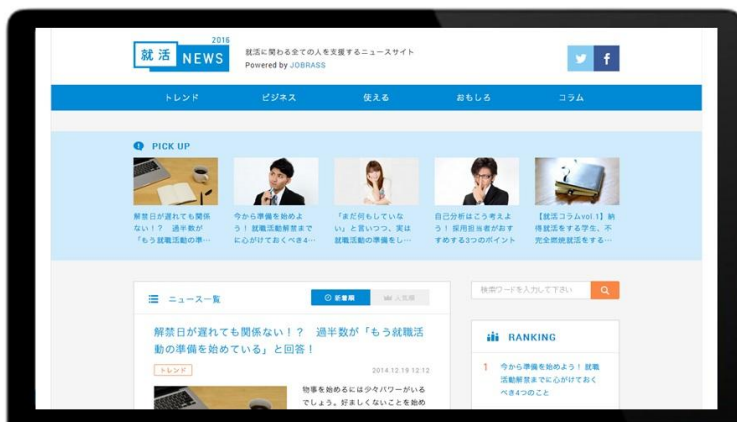 2016
就活 NEWS
就活に関わる全ての人を支援するニュースサイト
Powered by JOBRASS
f
トレンド ビジネス 使える おもしろ コラム
PICK UP
解禁日が遅れても関係
ない！？ 過半数が
「もう就職活動の準…
今から準備を始めよ
う！ 就職活動解禁まで
に心がけておくべき4…
「まだ何もしていな
い」と言いつつ、実は
就職活動の準備をし…
自己分析はこう考えよ
う！ 採用担当者がおす
すめする3つのポイント
【就活コラムvol.1】納
得就活をする学生、不
完全燃焼就活をする…
ニュース一覧
新着順 人気順
検索ワードを入力して下さい
解禁日が遅れても関係ない！？ 過半数が「もう就職活
動の準備を始めている」と回答！
トレンド 2014.12.19 12:12
物事を始めるには少々パワーがいる
でしょう。好ましくないことを始め
RANKING
1 今から準備を始めよう！ 就職
活動解禁までに心がけておく
べき4つのこと